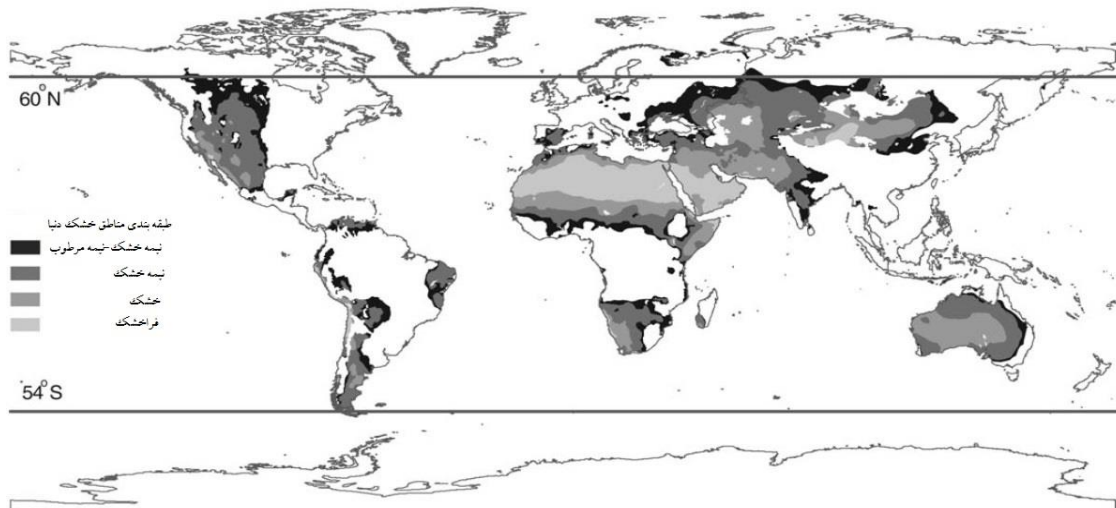 60°N
طبقه بندی مناطق خشک دنیا
نیمه خشک-نیمه مرطوب
نیمه خشک
خشک
فراخشک
54°S